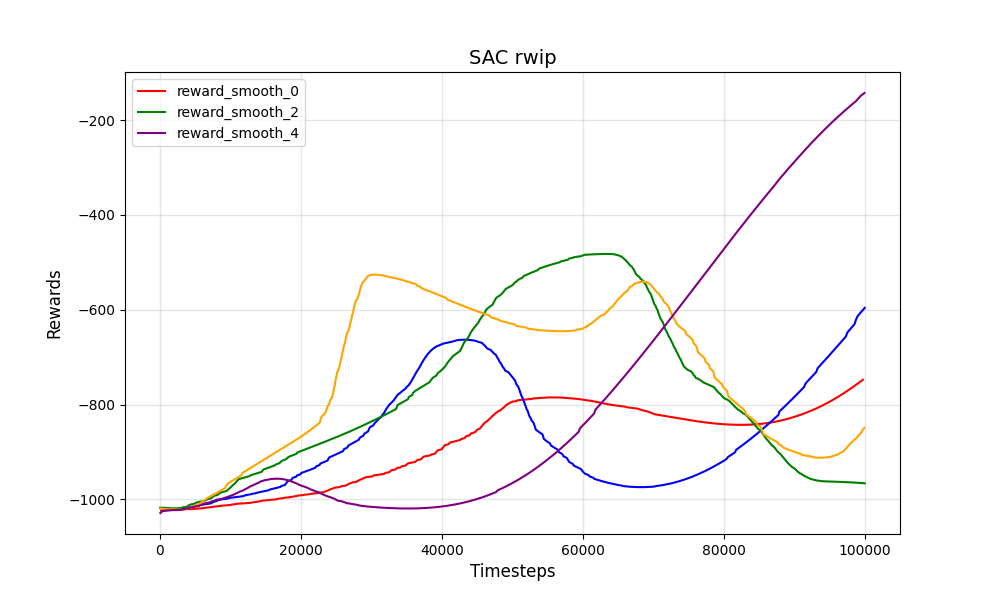 SAC rwip
reward_smooth_0
reward_smooth_2
reward_smooth_4
−200
−400
−600
−800
−1000
Rewards
0 20000 40000 60000 80000 100000
Timesteps